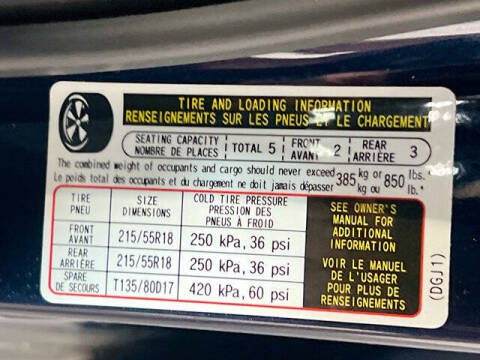 TIRE AND LOADING INFORMATION
RENSEIGNEMENTS SUR LES PNEUS ET LE CHARGEMENT
SEATING CAPACITY TOTAL 5 FRONT 2 REAR 3
NOMBRE DE PLACES AVANT ARRIÈRE
The combined weight of occupants and cargo should never exceed 385 kg or 850 lbs.
Le poids total des occupants et du chargement ne doit jamais dépasser kg ou lb.
TIRE SIZE COLD TIRE PRESSURE
PNEU DIMENSIONS PRESSION DES
PNEUS À FROID
FRONT
AVANT 215/55R18 250 kPa, 36 psi
REAR
ARRIÈRE 215/55R18 250 kPa, 36 psi
SPARE
DE SECOURS T135/80D17 420 kPa, 60 psi
SEE OWNER'S
MANUAL FOR
ADDITIONAL
INFORMATION
VOIR LE MANUEL
DE L'USAGER
POUR PLUS DE
RENSEIGNEMENTS
(DGJ1)